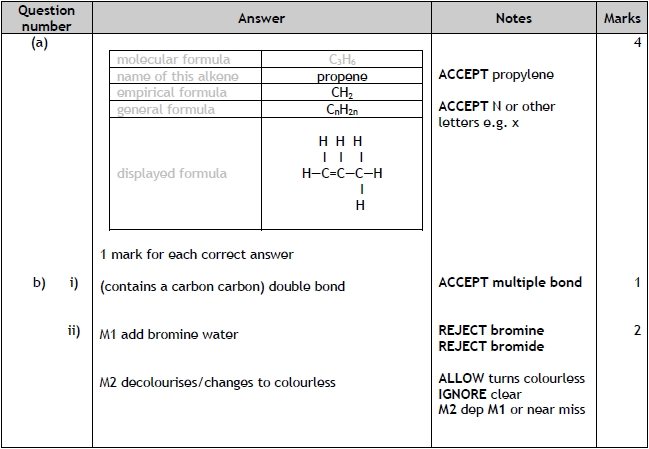 Question number Answer Notes Marks
(a) 4
molecular formula C₃H₆
name of this alkene propene ACCEPT propylene
empirical formula CH₂
general formula CₙH₂ₙ ACCEPT N or other
letters e.g. x
displayed formula
H H H
| | |
H–C=C–C–H
|
H
1 mark for each correct answer
b) i) (contains a carbon carbon) double bond ACCEPT multiple bond 1
ii) M1 add bromine water REJECT bromine 2
REJECT bromide
M2 decolourises/changes to colourless ALLOW turns colourless
IGNORE clear
M2 dep M1 or near miss